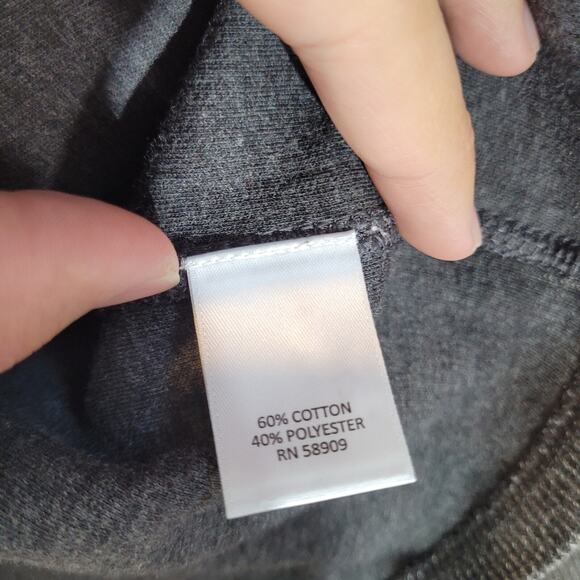 60% COTTON
40% POLYESTER
RN 58909